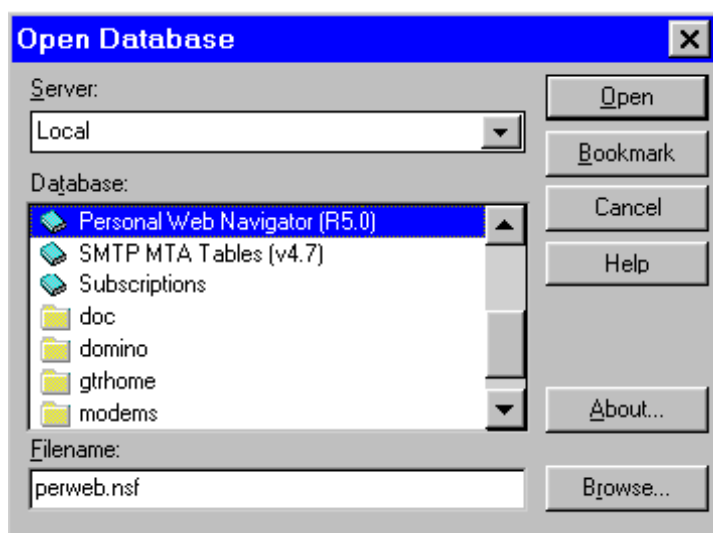 Open Database
Server:
Local
Database:
Personal Web Navigator (R5.0)
SMTP MTA Tables (v4.7)
Subscriptions
doc
domino
gtrhome
modems
Filename:
perweb.nsf
Open
Bookmark
Cancel
Help
About...
Browse...